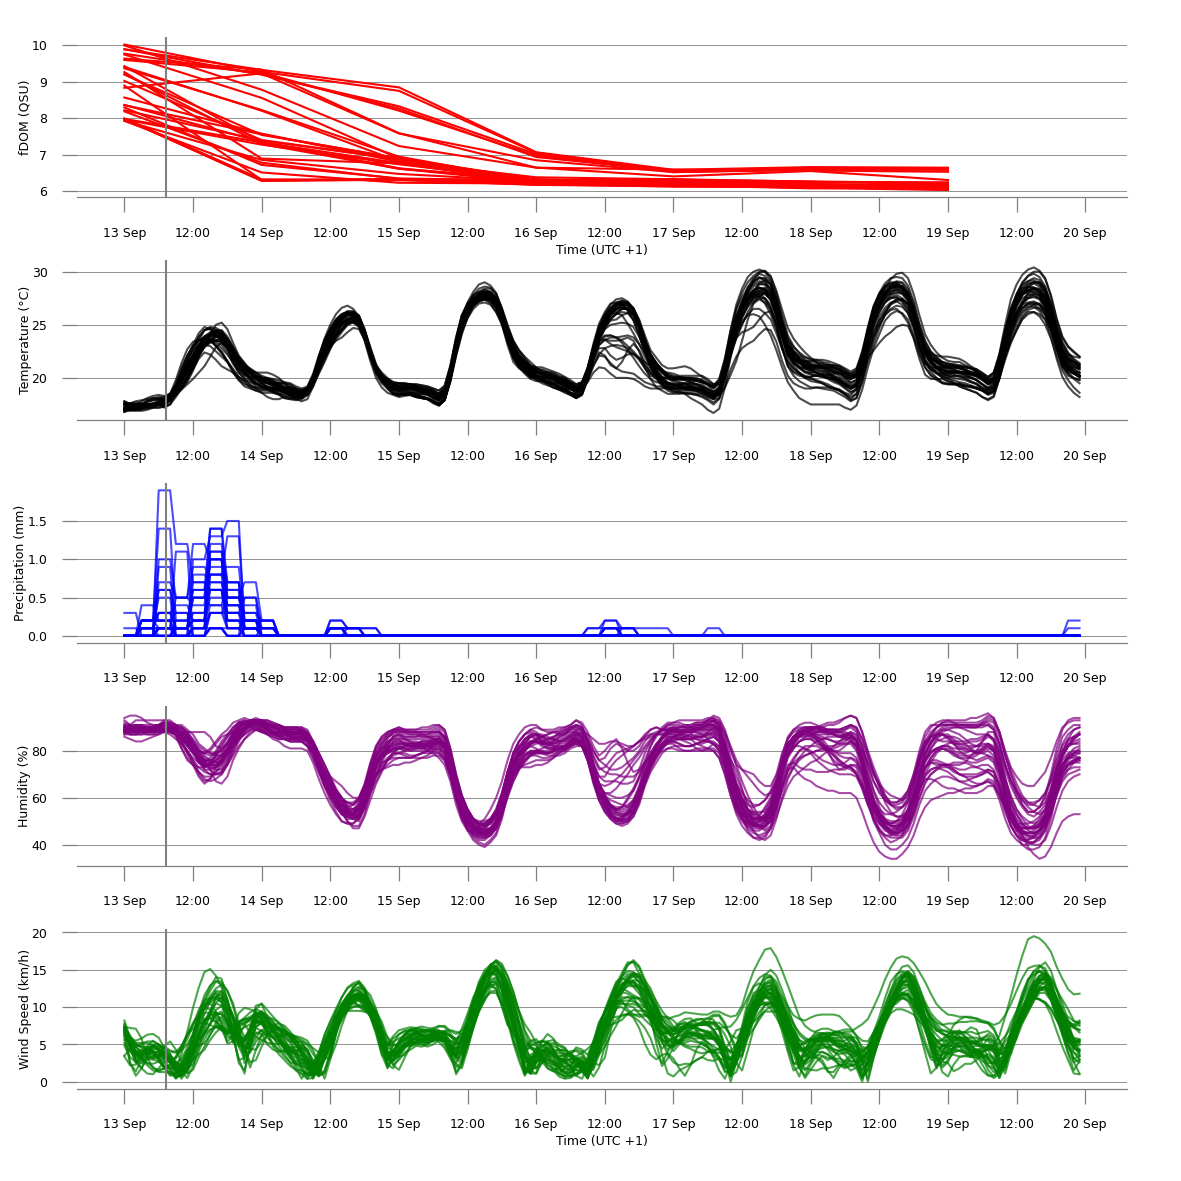 fDOM (QSU)
10
9
8
7
6
13 Sep 12:00 14 Sep 12:00 15 Sep 12:00 16 Sep 12:00 17 Sep 12:00 18 Sep 12:00 19 Sep 12:00 20 Sep
Time (UTC +1)
Temperature (°C)
30
25
20
13 Sep 12:00 14 Sep 12:00 15 Sep 12:00 16 Sep 12:00 17 Sep 12:00 18 Sep 12:00 19 Sep 12:00 20 Sep
Precipitation (mm)
1.5
1.0
0.5
0.0
13 Sep 12:00 14 Sep 12:00 15 Sep 12:00 16 Sep 12:00 17 Sep 12:00 18 Sep 12:00 19 Sep 12:00 20 Sep
Humidity (%)
80
60
40
13 Sep 12:00 14 Sep 12:00 15 Sep 12:00 16 Sep 12:00 17 Sep 12:00 18 Sep 12:00 19 Sep 12:00 20 Sep
Wind Speed (km/h)
20
15
10
5
0
13 Sep 12:00 14 Sep 12:00 15 Sep 12:00 16 Sep 12:00 17 Sep 12:00 18 Sep 12:00 19 Sep 12:00 20 Sep
Time (UTC +1)